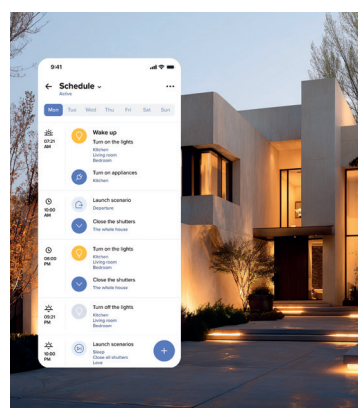 9:41
Schedule
Active
Mon Tue Wed Thu Fri Sat Sun
07:21
AM
Wake up
Turn on the lights
Kitchen
Living room
Bedroom
Turn on appliances
Kitchen
10:00
AM
Launch scenerio
Departure
Close the shutters
The whole house
08:00
PM
Turn on the lights
Kitchen
Living room
Bedroom
Close the shutters
The whole house
09:21
PM
Turn off the lights
Kitchen
Living room
Bedroom
10:00
PM
Launch scenarios
Sleep
Close all shutters
Love